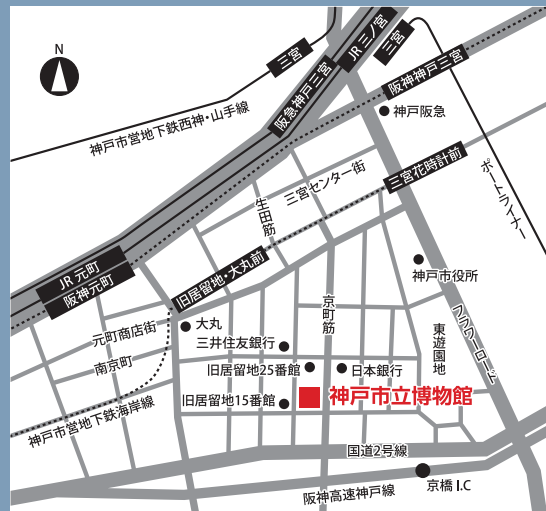 N
三宮
JR 三ノ宮
三宮
阪急神戸三宮
阪神神戸三宮
神戸市営地下鉄西神・山手線
神戸阪急
三宮花時計前
ポートライナー
三宮センター街
生田筋
JR 元町
阪神元町
旧居留地・大丸前
神戸市役所
京町筋
元町商店街
大丸
三井住友銀行
東遊園地
フラワーロード
南京町
旧居留地25番館
日本銀行
神戸市立博物館
旧居留地15番館
神戸市営地下鉄海岸線
国道2号線
京橋 I.C
阪神高速神戸線